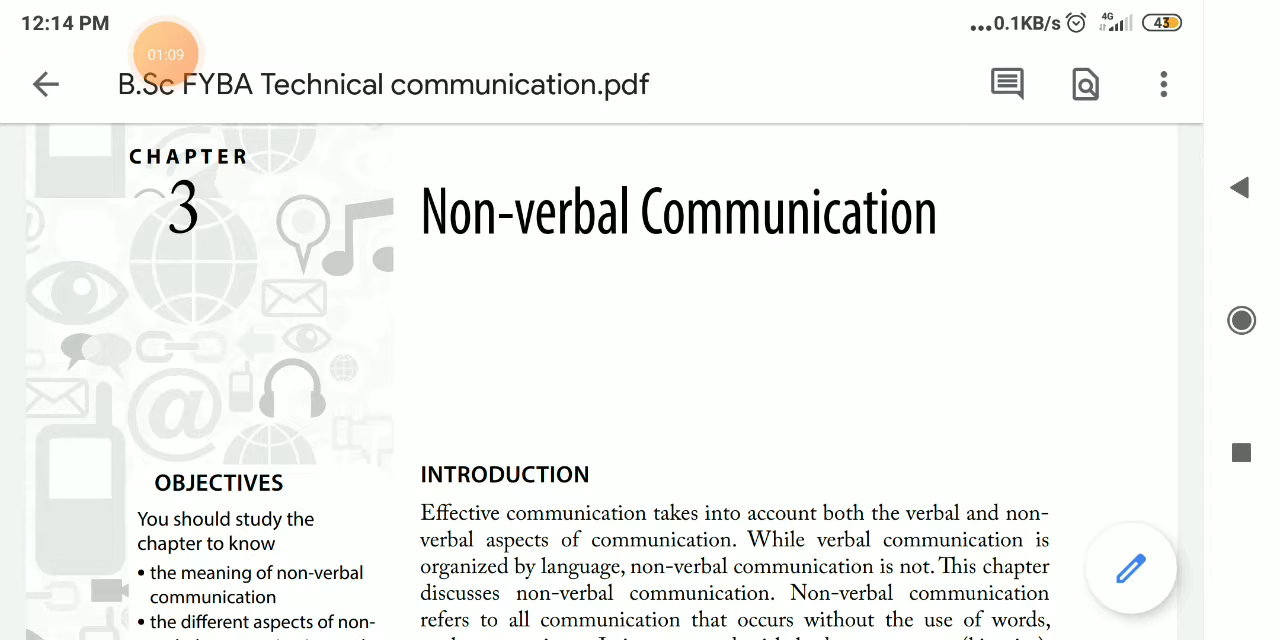 12:14 PM
...0.1KB/s 4G 43
01:09
B.Sc FYBA Technical communication.pdf
CHAPTER
3
Non-verbal Communication
OBJECTIVES
You should study the
chapter to know
• the meaning of non-verbal
communication
• the different aspects of non-
INTRODUCTION
Effective communication takes into account both the verbal and non-
verbal aspects of communication. While verbal communication is
organized by language, non-verbal communication is not. This chapter
discusses non-verbal communication. Non-verbal communication
refers to all communication that occurs without the use of words,